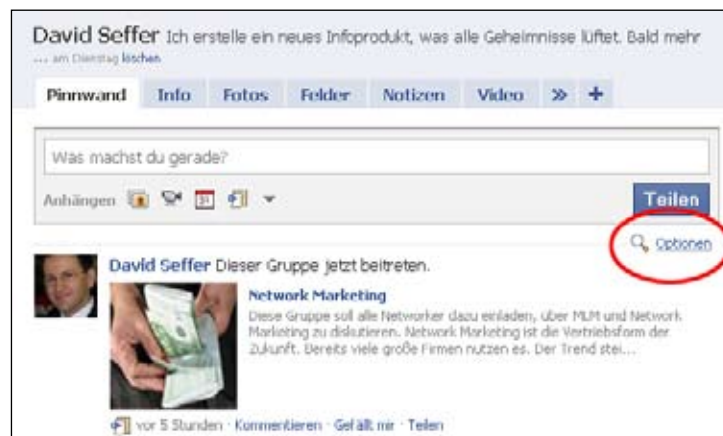 David Seffer Ich erstelle ein neues Infoprodukt, was alle Geheimnisse lüftet. Bald mehr
... am Dienstag löschen
Pinnwand Info Fotos Felder Notizen Video » +
Was machst du gerade?
Anhängen 31 Teilen
Optionen
David Seffer Dieser Gruppe jetzt beitreten.
Network Marketing
Diese Gruppe soll alle Networker dazu einladen, über MLM und Network
Marketing zu diskutieren. Network Marketing ist die Vertriebsform der
Zukunft. Bereits viele große Firmen nutzen es. Der Trend stei...
vor 5 Stunden · Kommentieren · Gefällt mir · Teilen